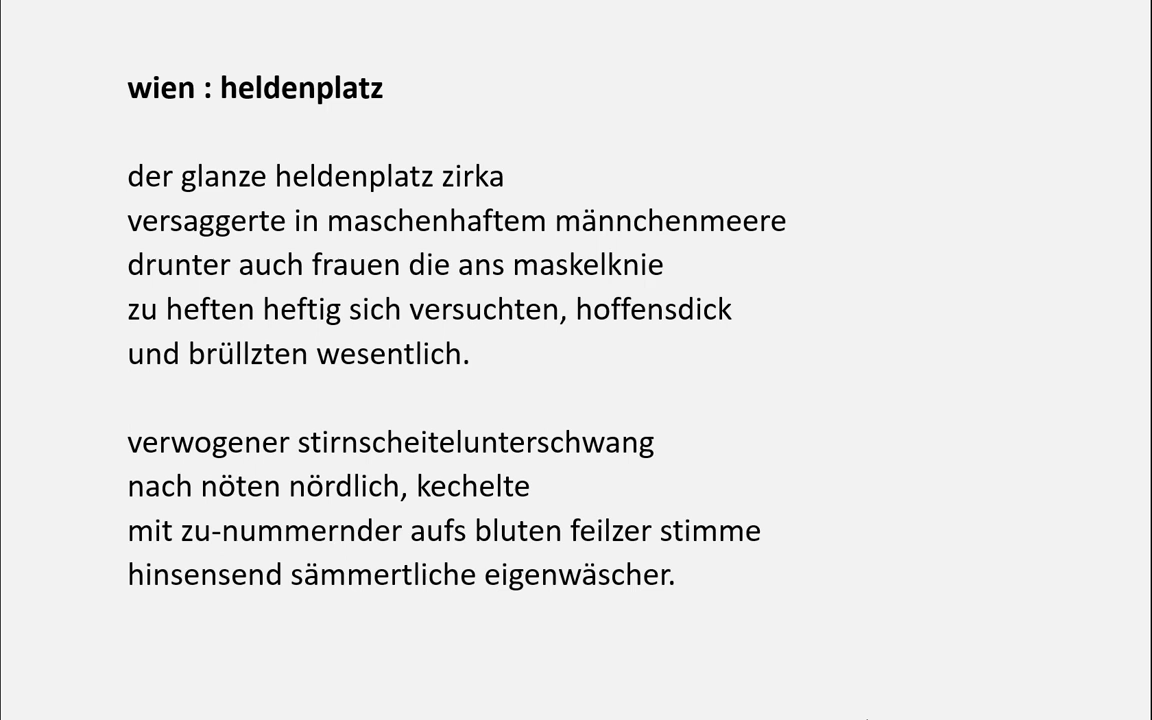 wien : heldenplatz
der glanze heldenplatz zirka
versaggerte in maschenhaftem männchenmeere
drunter auch frauen die ans maskelknie
zu heften heftig sich versuchten, hoffensdick
und brüllzten wesentlich.
verwogener stirnscheitelunterschwang
nach nöten nördlich, kechelte
mit zu-nummernder aufs bluten feilzer stimme
hinsensend sämmertliche eigenwäscher.